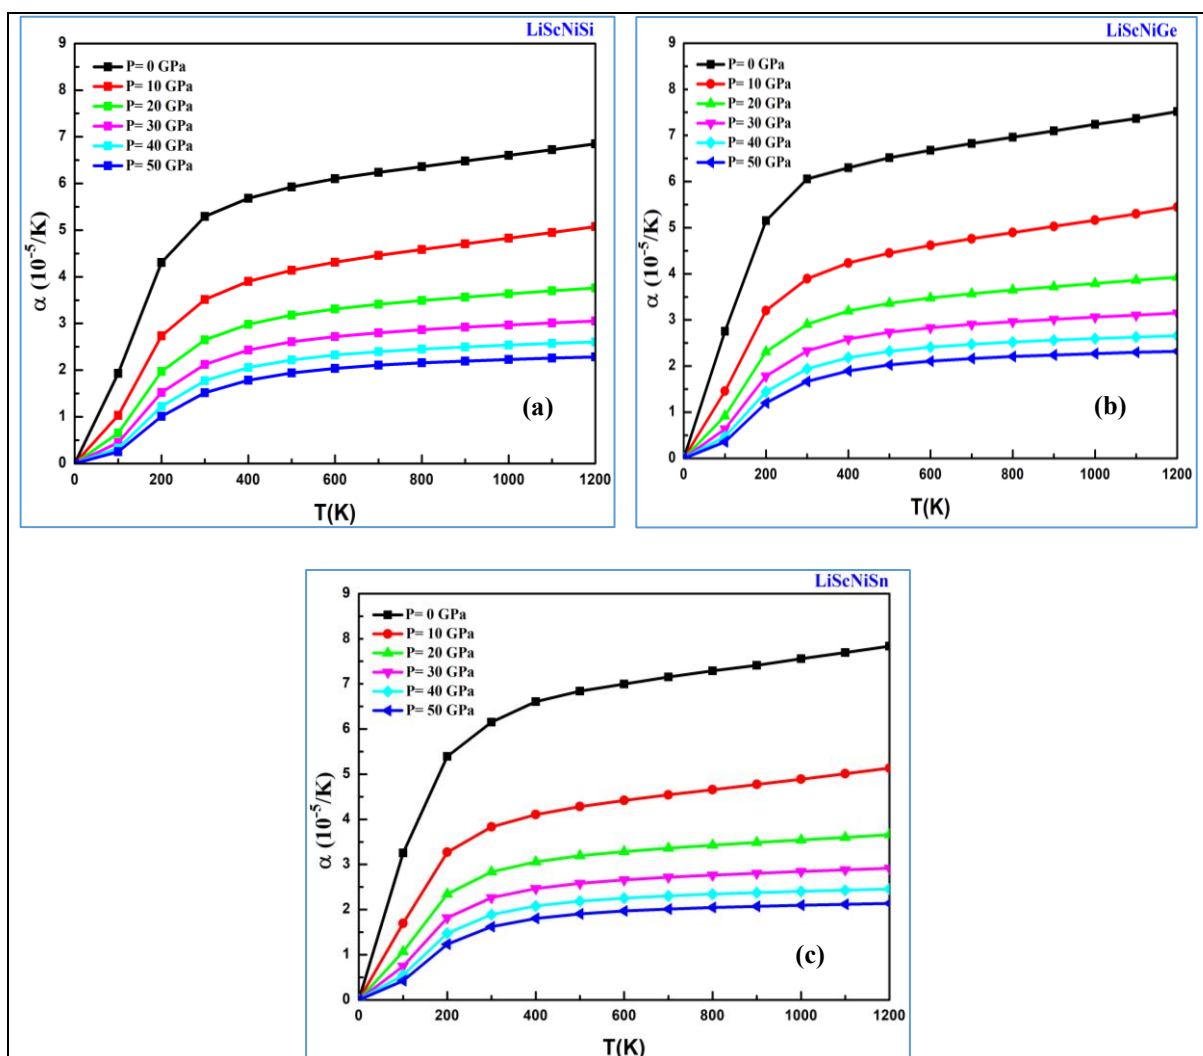 LiScNiSi
9
8
7
6
5
4
3
2
1
0
α (10⁻⁵/K)
P= 0 GPa
P= 10 GPa
P= 20 GPa
P= 30 GPa
P= 40 GPa
P= 50 GPa
(a)
0 200 400 600 800 1000 1200
T(K)
LiScNiGe
9
8
7
6
5
4
3
2
1
0
α (10⁻⁵/K)
P= 0 GPa
P= 10 GPa
P= 20 GPa
P= 30 GPa
P= 40 GPa
P= 50 GPa
(b)
0 200 400 600 800 1000 1200
T(K)
LiScNiSn
9
8
7
6
5
4
3
2
1
0
α (10⁻⁵/K)
P= 0 GPa
P= 10 GPa
P= 20 GPa
P= 30 GPa
P= 40 GPa
P= 50 GPa
(c)
0 200 400 600 800 1000 1200
T(K)